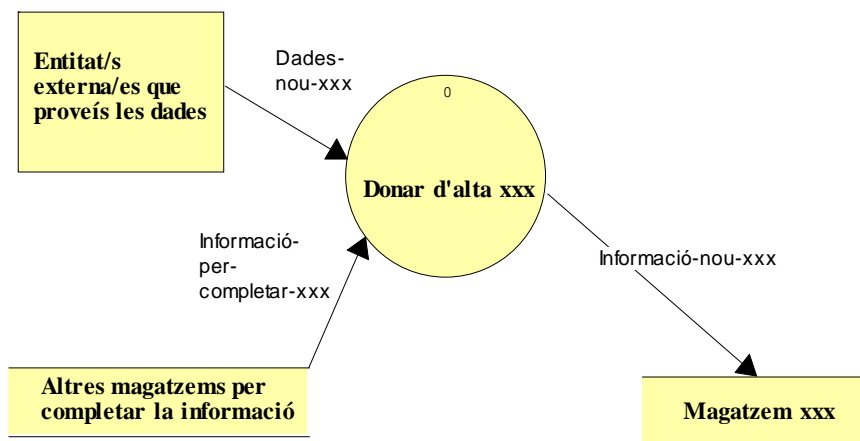 Entitat/s
externa/es que
proveís les dades
Dades-
nou-xxx
0
Donar d'alta xxx
Informació-
per-
completar-xxx
Informació-nou-xxx
Altres magatzems per
completar la informació
Magatzem xxx